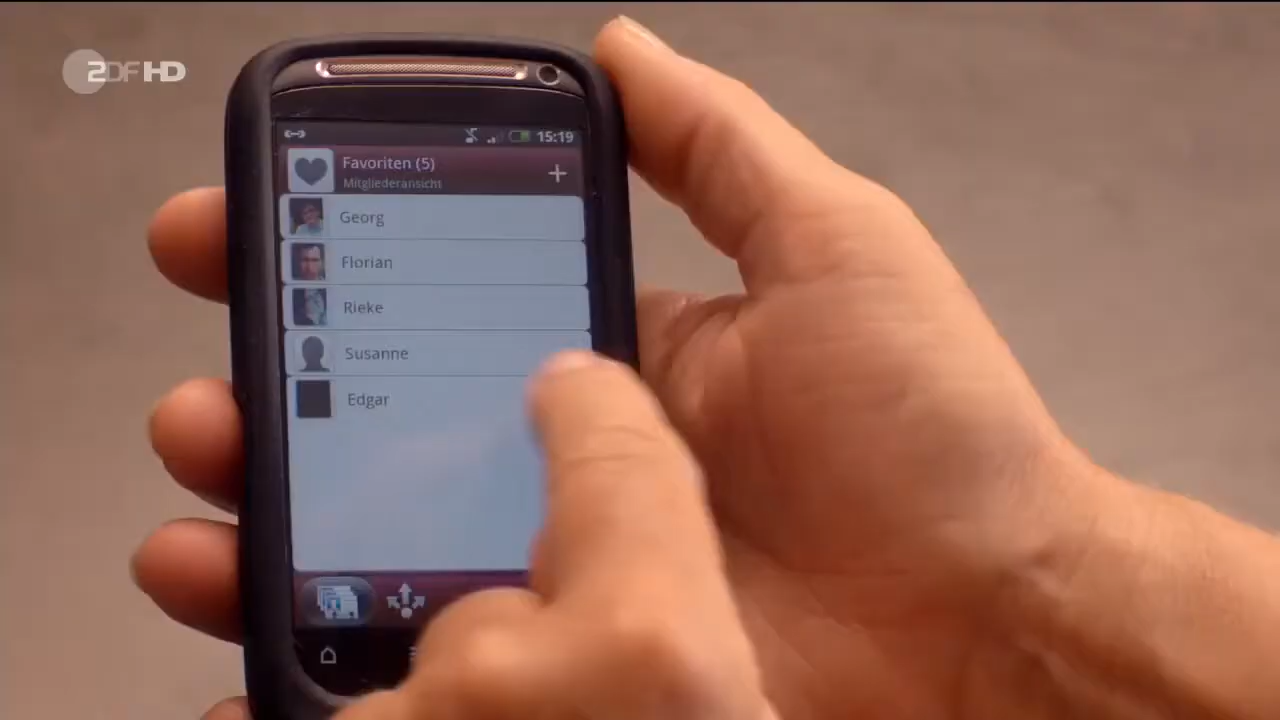 ZDF HD
15:19
Favoriten (5)
Mitgliederansicht
Georg
Florian
Rieke
Susanne
Edgar